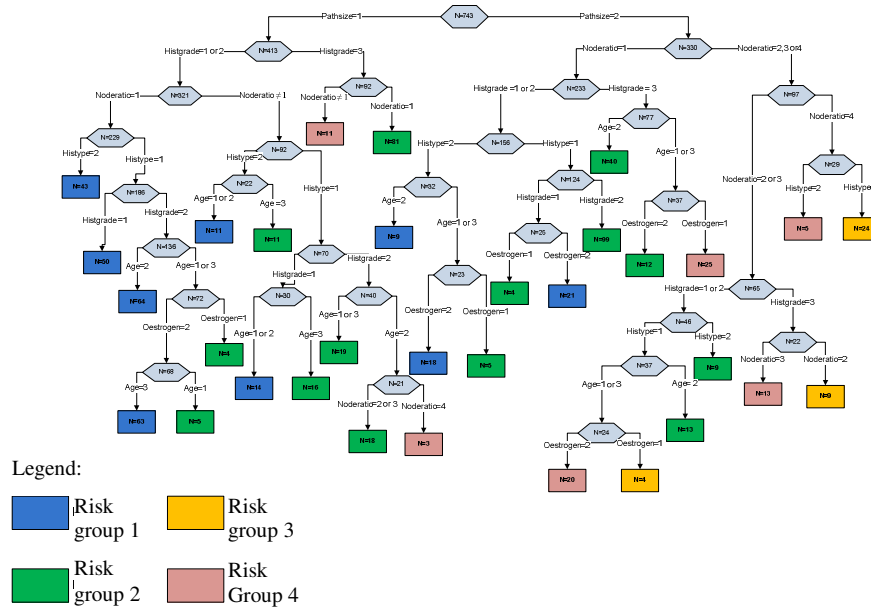 Pathsize=1 N=743 Pathsize=2
Histgrade=1 or 2 N=413 Histgrade=3 Noderatio=1 N=330 Noderatio=2,3 or 4
Noderatio=1 N=321 Noderatio≠1 N=92 Histgrade =1 or 2 N=233 Histgrade = 3 N=97
Noderatio≠1 Noderatio=1 Noderatio=4
N=229 N=92 N=11 N=81 Histype=2 N=156 Histype=1 Age=2 N=77 Age=1 or 3
Histype=2 Histype=1 Histype=2 Histype=1 N=40 N=29
N=43 N=186 N=22 N=32 N=124 N=37 Noderatio=2 or 3 Histype=2
Age=1 or 2 Age=3 Age=2 Age=1 or 3 Histgrade=1 Histgrade=2 Oestrogen=2 Oestrogen=1
Histgrade=1 Histgrade=2 N=11 N=11 N=9 N=25 N=99 N=5 N=24
N=50 N=136 N=70 N=12 N=25
Age=2 Age=1 or 3 Histgrade=1 Histgrade=2 N=23 Oestrogen=1 Oestrogen=2
N=64 N=72 N=30 N=40 N=4 N=21 Histgrade=1 or 2 N=65 Histgrade=3
Oestrogen=2 Oestrogen=1 Age=1 or 2 Age=3 Age=1 or 3 Age=2 Oestrogen=2 Oestrogen=1 Histype=1 N=46 Histype=2 N=22
N=4 N=19 N=18 N=5 Noderatio=3 Noderatio=2
N=68 N=14 N=16 N=21 N=37 N=9 N=13 N=9
Age=3 Age=1 Noderatio=2 or 3 Noderatio=4 Age=1 or 3 Age= 2
N=63 N=5 N=18 N=3 N=24 N=13
Oestrogen=2 Oestrogen=1
N=20 N=4
Legend:
Risk
group 1
Risk
group 3
Risk
group 2
Risk
Group 4